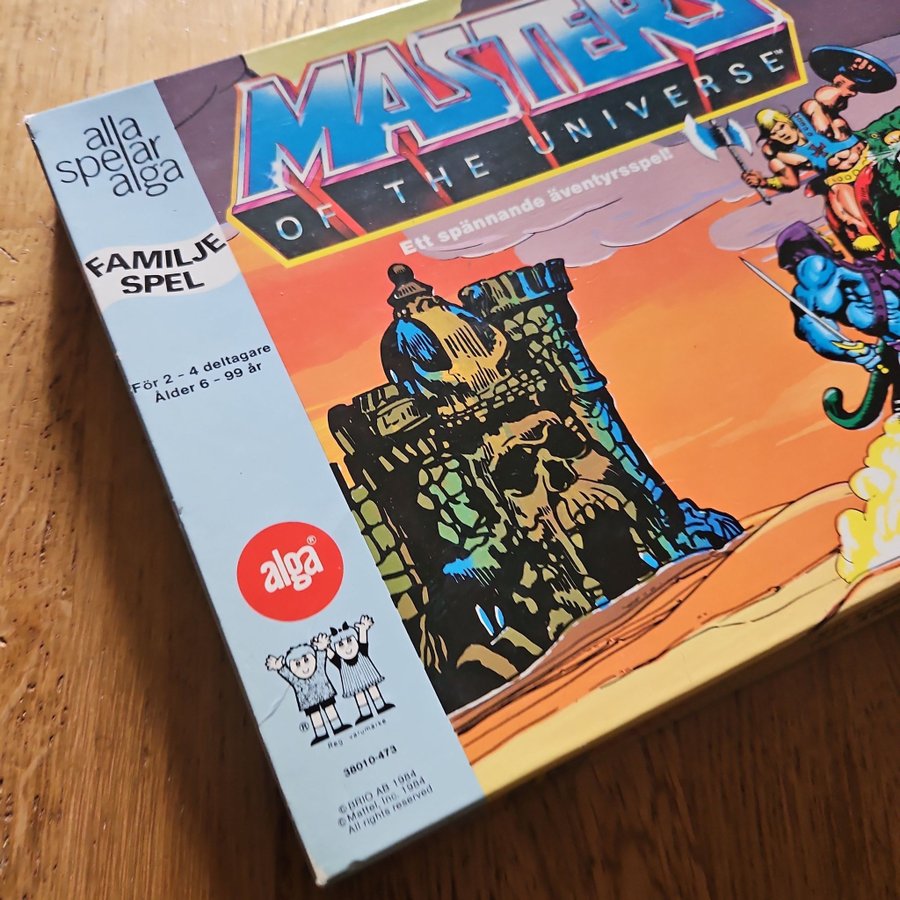 MASTERS
OF THE UNIVERSE™
Ett spännande äventyrsspel!
alla
spelar
alga
FAMILJE
SPEL
För 2 - 4 deltagare
Ålder 6 - 99 år
alga®
®
Reg. varumärke
38010-473
© BRIO AB 1984
© Mattel, Inc. 1984
All rights reserved